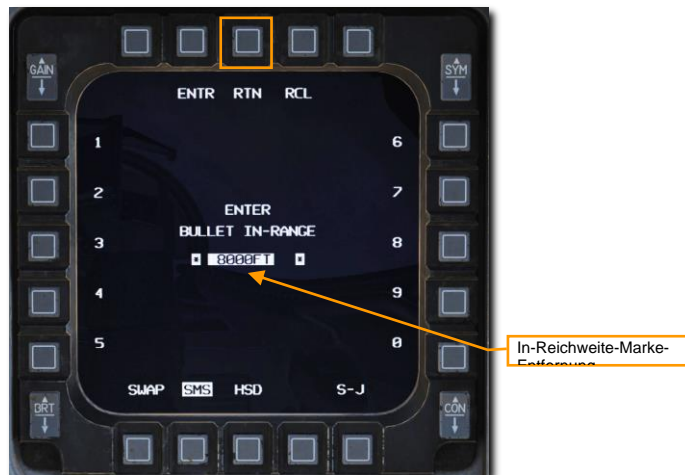 GAIN
SYM
ENTR RTN RCL
1 6
2 7
ENTER
BULLET IN-RANGE
3 8
8000FT
4 9
5 0
In-Reichweite-Marke-
Entfernung
SWAP SMS HSD S-J
BRT
CON